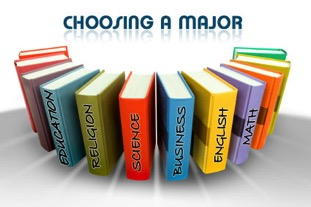 CHOOSING A MAJOR
EDUCATION
RELIGION
SCIENCE
BUSINESS
ENGLISH
MATH